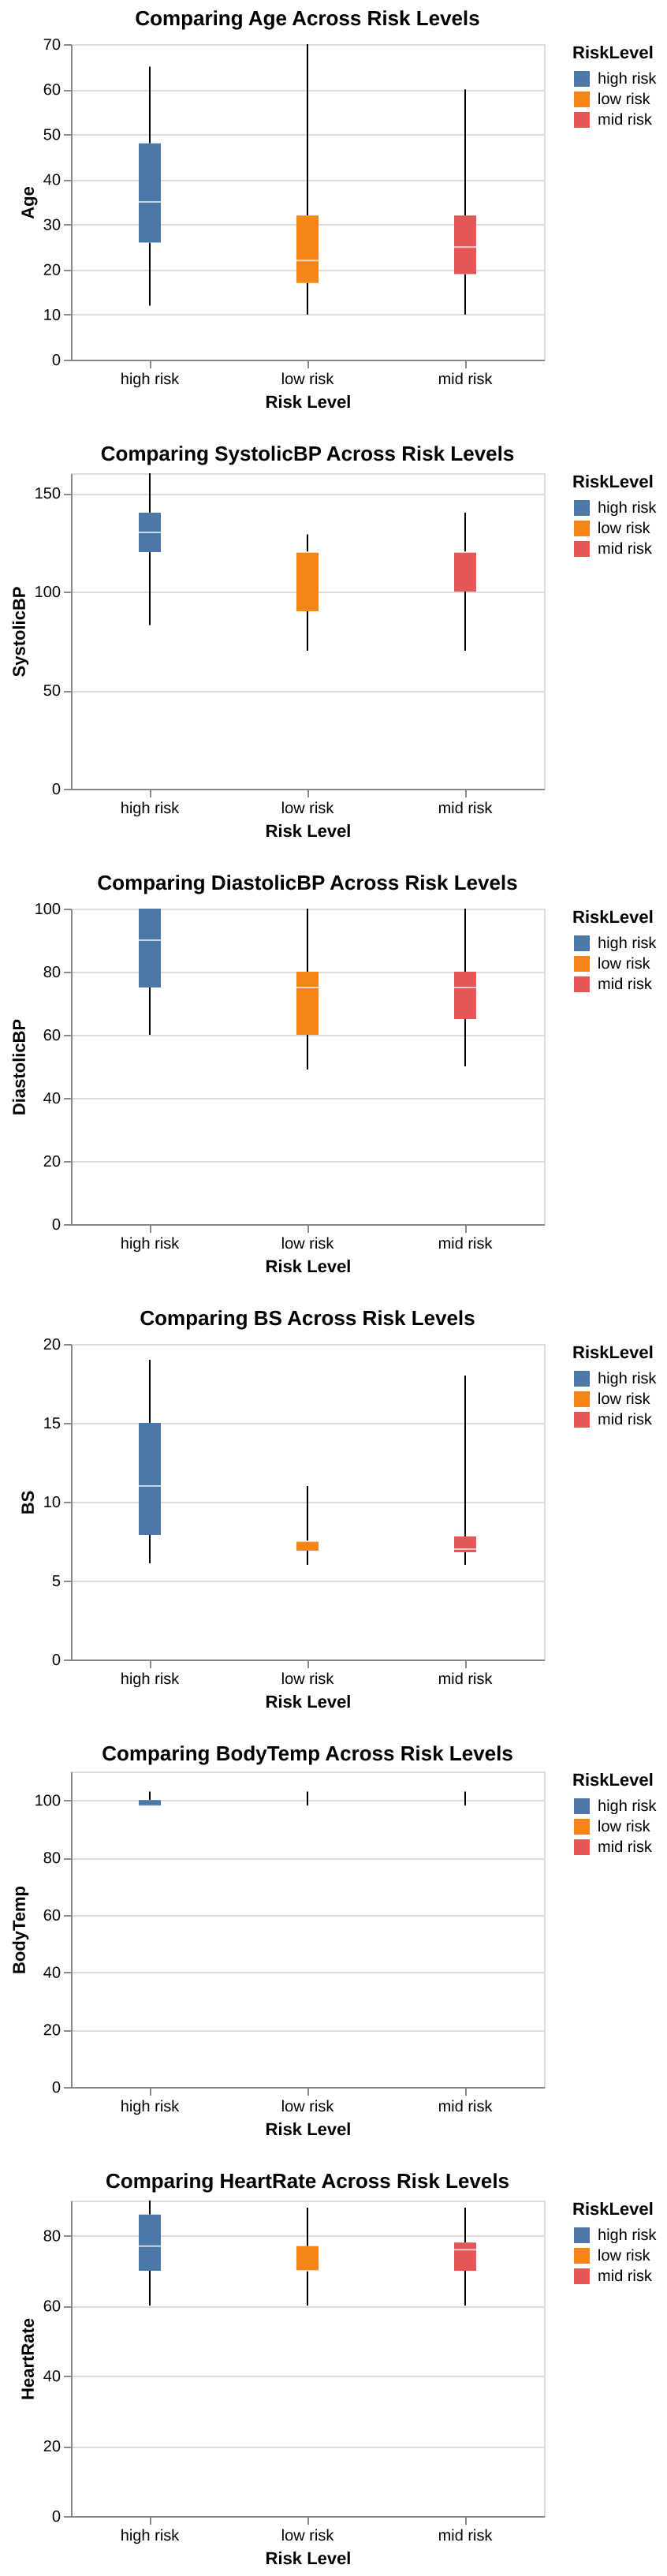 Comparing Age Across Risk Levels
70
60
50
40
30
20
10
0
Age
high risk
low risk
mid risk
Risk Level
RiskLevel
high risk
low risk
mid risk
Comparing SystolicBP Across Risk Levels
150
100
50
0
SystolicBP
high risk
low risk
mid risk
Risk Level
RiskLevel
high risk
low risk
mid risk
Comparing DiastolicBP Across Risk Levels
100
80
60
40
20
0
DiastolicBP
high risk
low risk
mid risk
Risk Level
RiskLevel
high risk
low risk
mid risk
Comparing BS Across Risk Levels
20
15
10
5
0
BS
high risk
low risk
mid risk
Risk Level
RiskLevel
high risk
low risk
mid risk
Comparing BodyTemp Across Risk Levels
100
80
60
40
20
0
BodyTemp
high risk
low risk
mid risk
Risk Level
RiskLevel
high risk
low risk
mid risk
Comparing HeartRate Across Risk Levels
80
60
40
20
0
HeartRate
high risk
low risk
mid risk
Risk Level
RiskLevel
high risk
low risk
mid risk